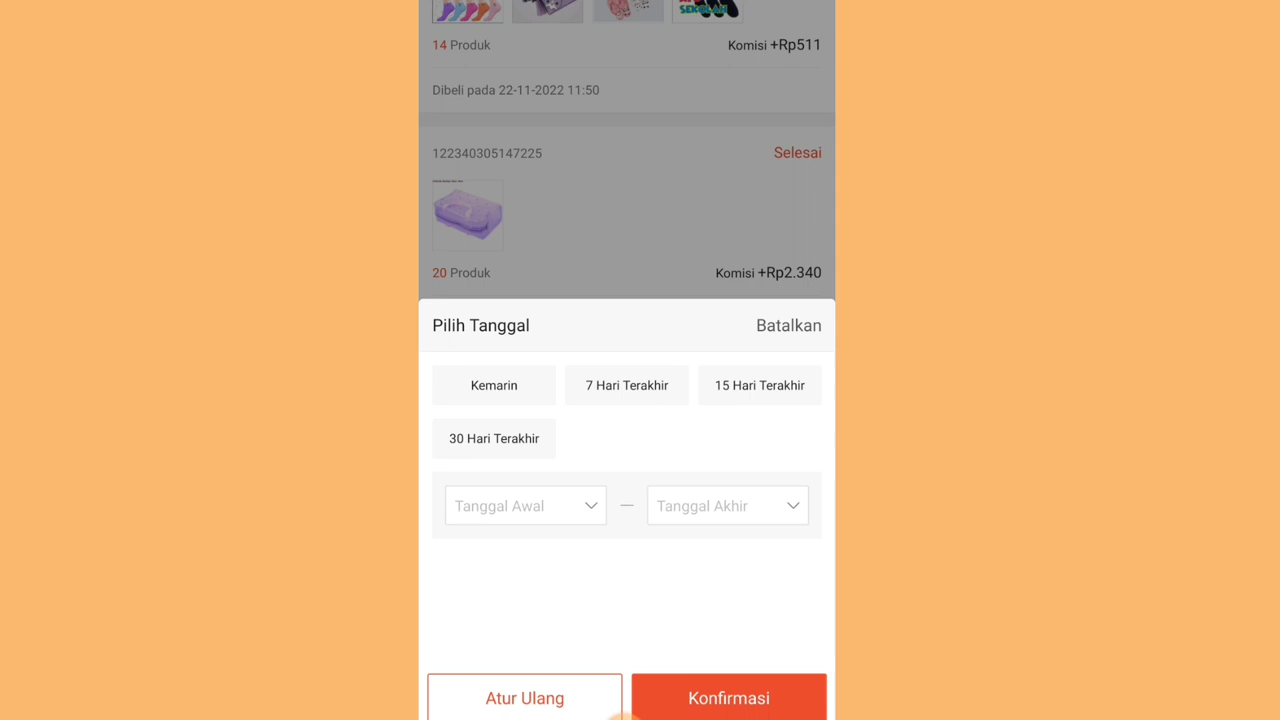 SEKOLAH
14 Produk
Komisi +Rp511
Dibeli pada 22-11-2022 11:50
122340305147225
Selesai
20 Produk
Komisi +Rp2.340
Pilih Tanggal
Batalkan
Kemarin
7 Hari Terakhir
15 Hari Terakhir
30 Hari Terakhir
Tanggal Awal
—
Tanggal Akhir
Atur Ulang
Konfirmasi